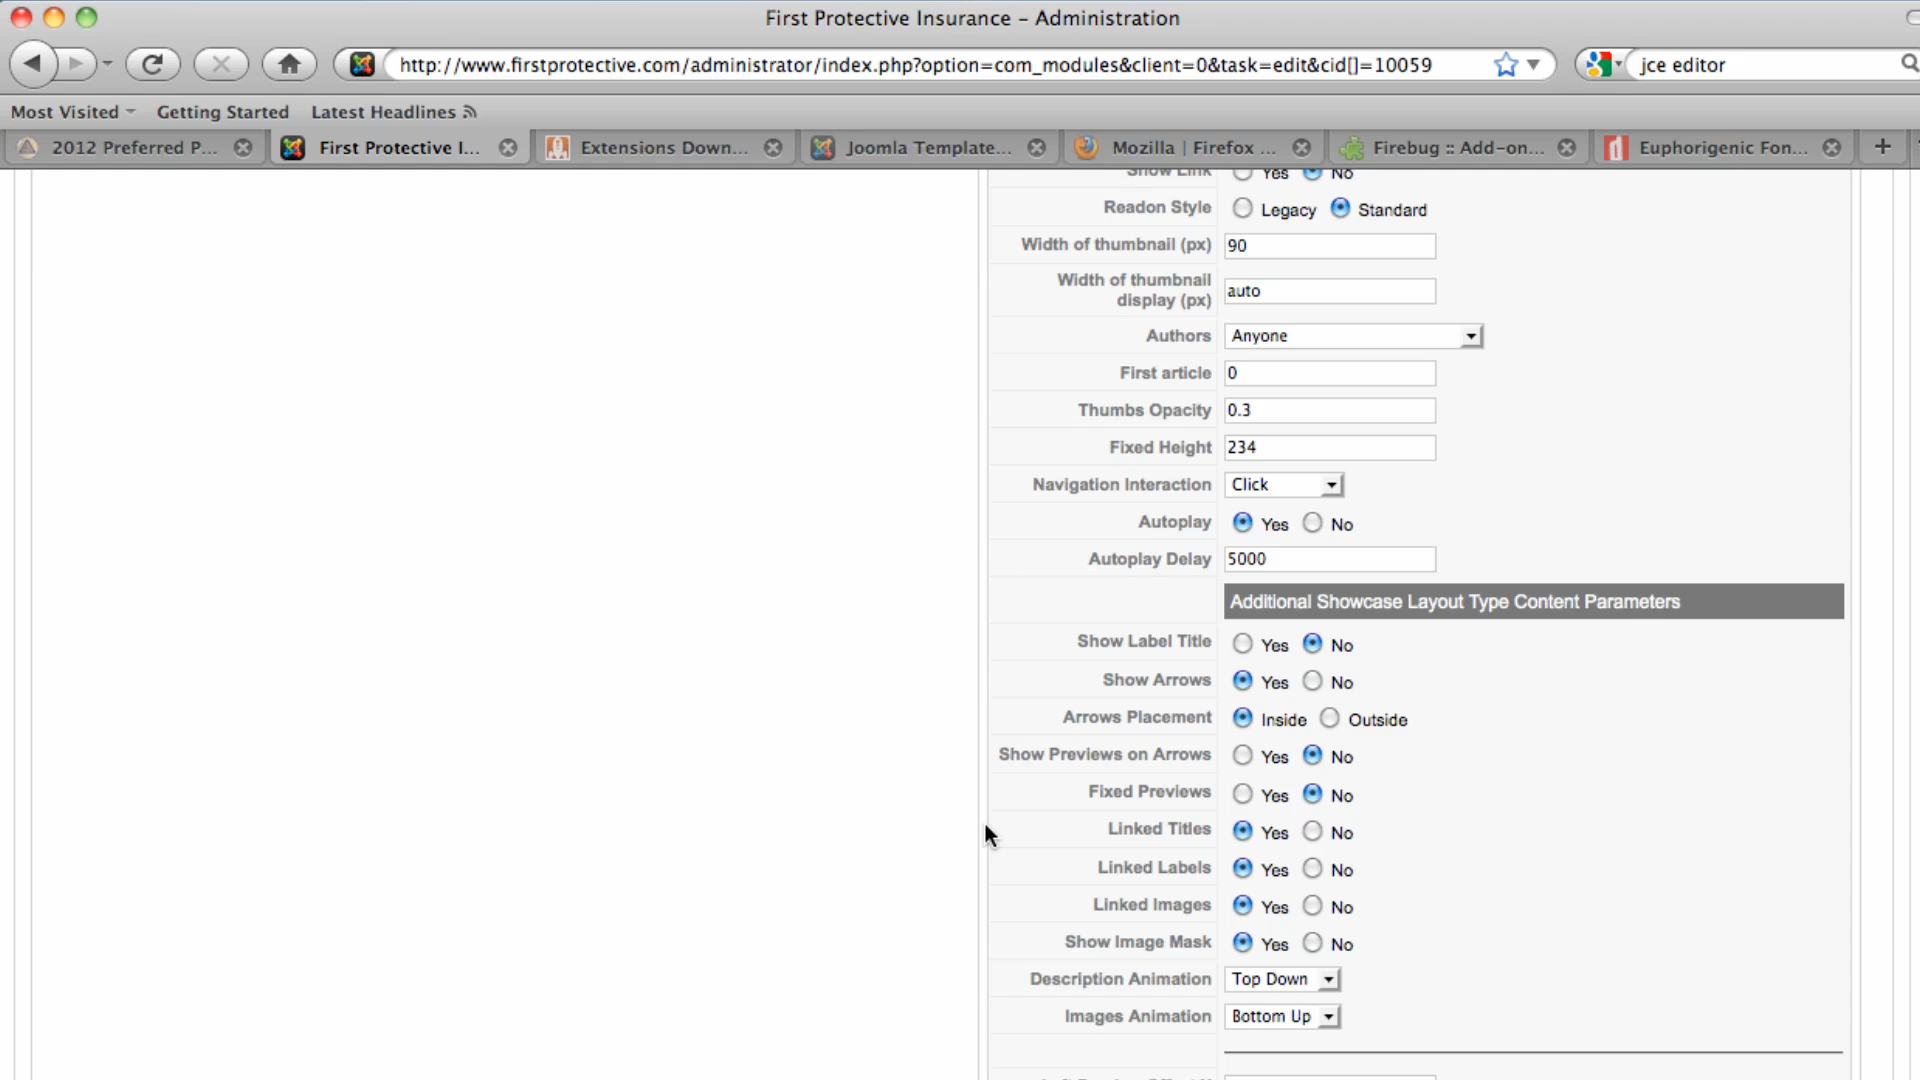 First Protective Insurance – Administration
http://www.firstprotective.com/administrator/index.php?option=com_modules&client=0&task=edit&cid[]=10059
jce editor
Most Visited
Getting Started
Latest Headlines
2012 Preferred P...
First Protective I...
Extensions Down...
Joomla Template...
Mozilla | Firefox ...
Firebug :: Add-on...
Euphorigenic Fon...
Show Link Yes No
Readon Style Legacy Standard
Width of thumbnail (px) 90
Width of thumbnail
display (px) auto
Authors Anyone
First article 0
Thumbs Opacity 0.3
Fixed Height 234
Navigation Interaction Click
Autoplay Yes No
Autoplay Delay 5000
Additional Showcase Layout Type Content Parameters
Show Label Title Yes No
Show Arrows Yes No
Arrows Placement Inside Outside
Show Previews on Arrows Yes No
Fixed Previews Yes No
Linked Titles Yes No
Linked Labels Yes No
Linked Images Yes No
Show Image Mask Yes No
Description Animation Top Down
Images Animation Bottom Up